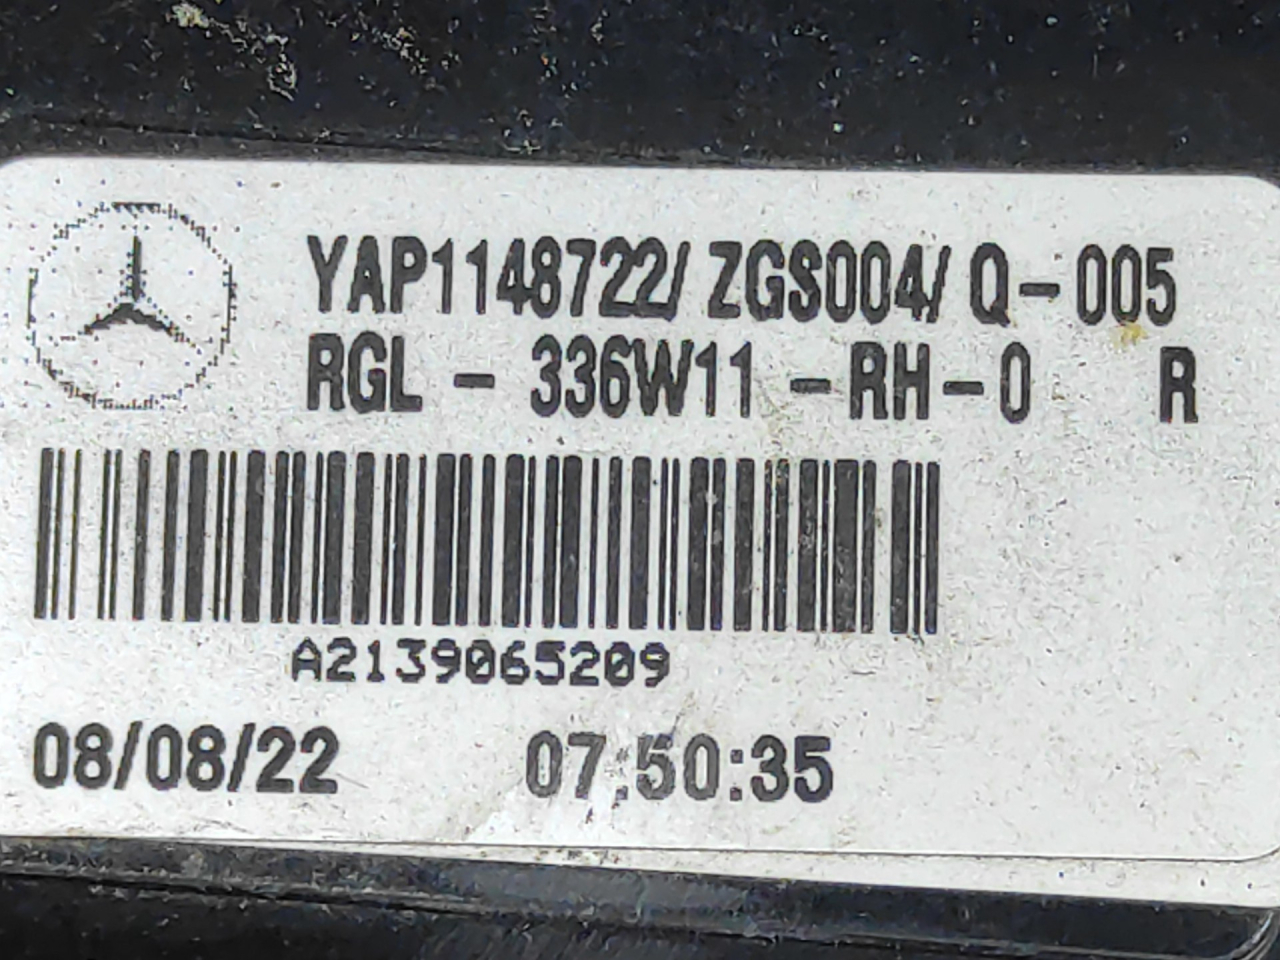 YAP1148722/ZGS004/Q-005
RGL - 336W11 -RH-0 R
A2139065209
08/08/22 07:50:35